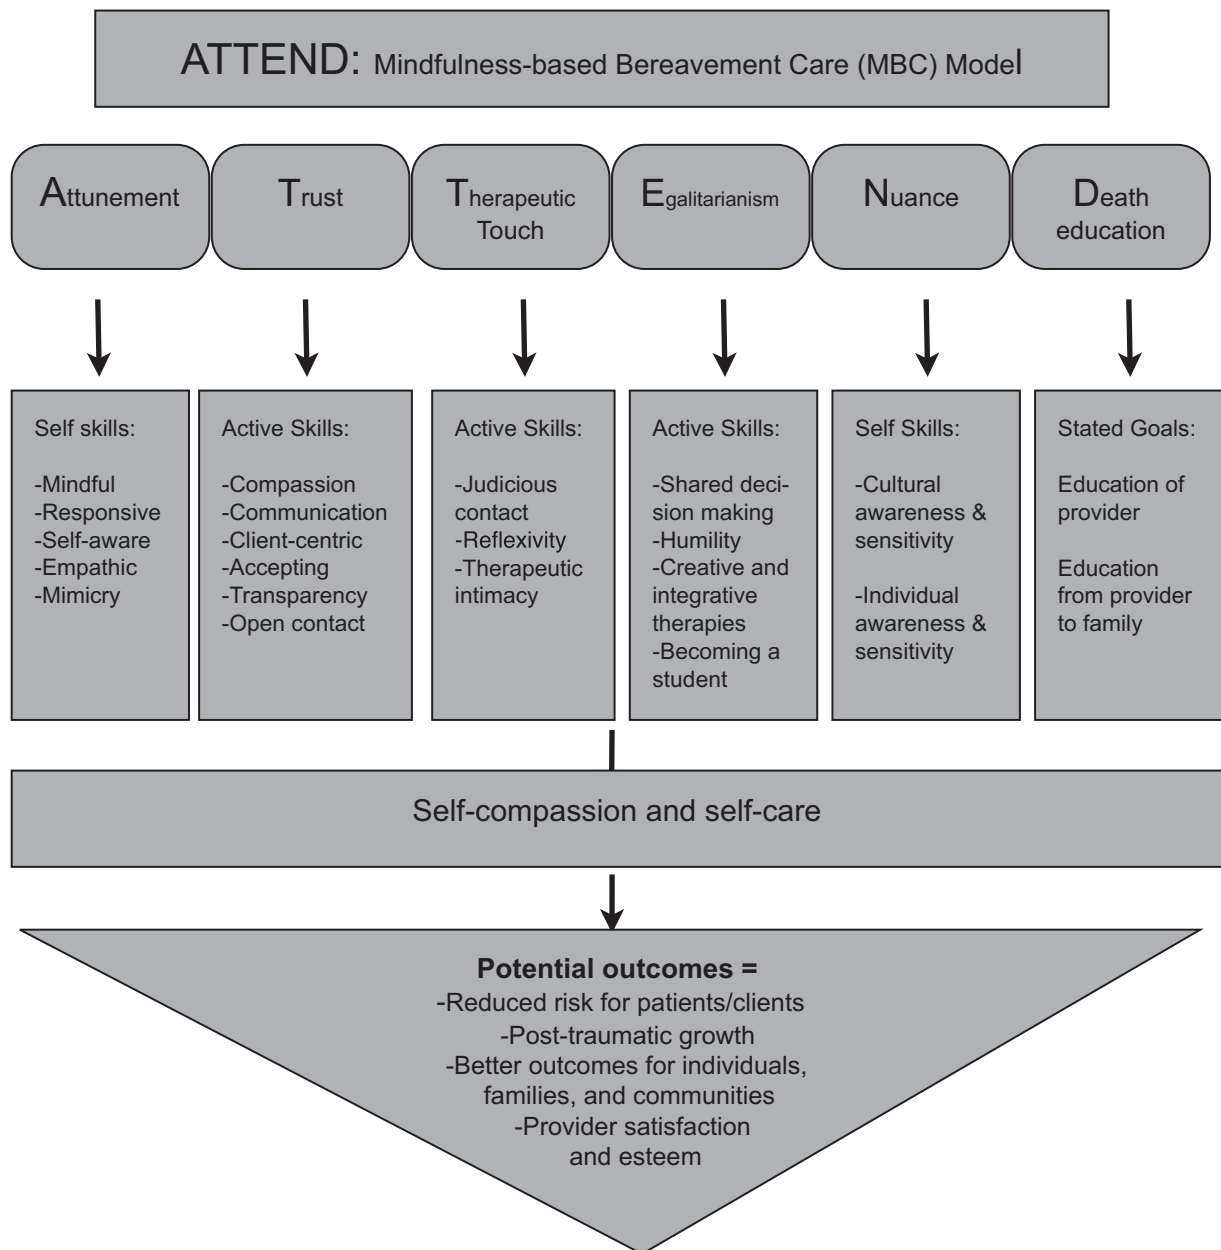 ATTEND: Mindfulness-based Bereavement Care (MBC) Model
Attunement
Trust
Therapeutic
Touch
Egalitarianism
Nuance
Death
education
Self skills:
-Mindful
-Responsive
-Self-aware
-Empathic
-Mimicry
Active Skills:
-Compassion
-Communication
-Client-centric
-Accepting
-Transparency
-Open contact
Active Skills:
-Judicious
contact
-Reflexivity
-Therapeutic
intimacy
Active Skills:
-Shared deci-
sion making
-Humility
-Creative and
integrative
therapies
-Becoming a
student
Self Skills:
-Cultural
awareness &
sensitivity
-Individual
awareness &
sensitivity
Stated Goals:
Education of
provider
Education
from provider
to family
Self-compassion and self-care
Potential outcomes =
-Reduced risk for patients/clients
-Post-traumatic growth
-Better outcomes for individuals,
families, and communities
-Provider satisfaction
and esteem